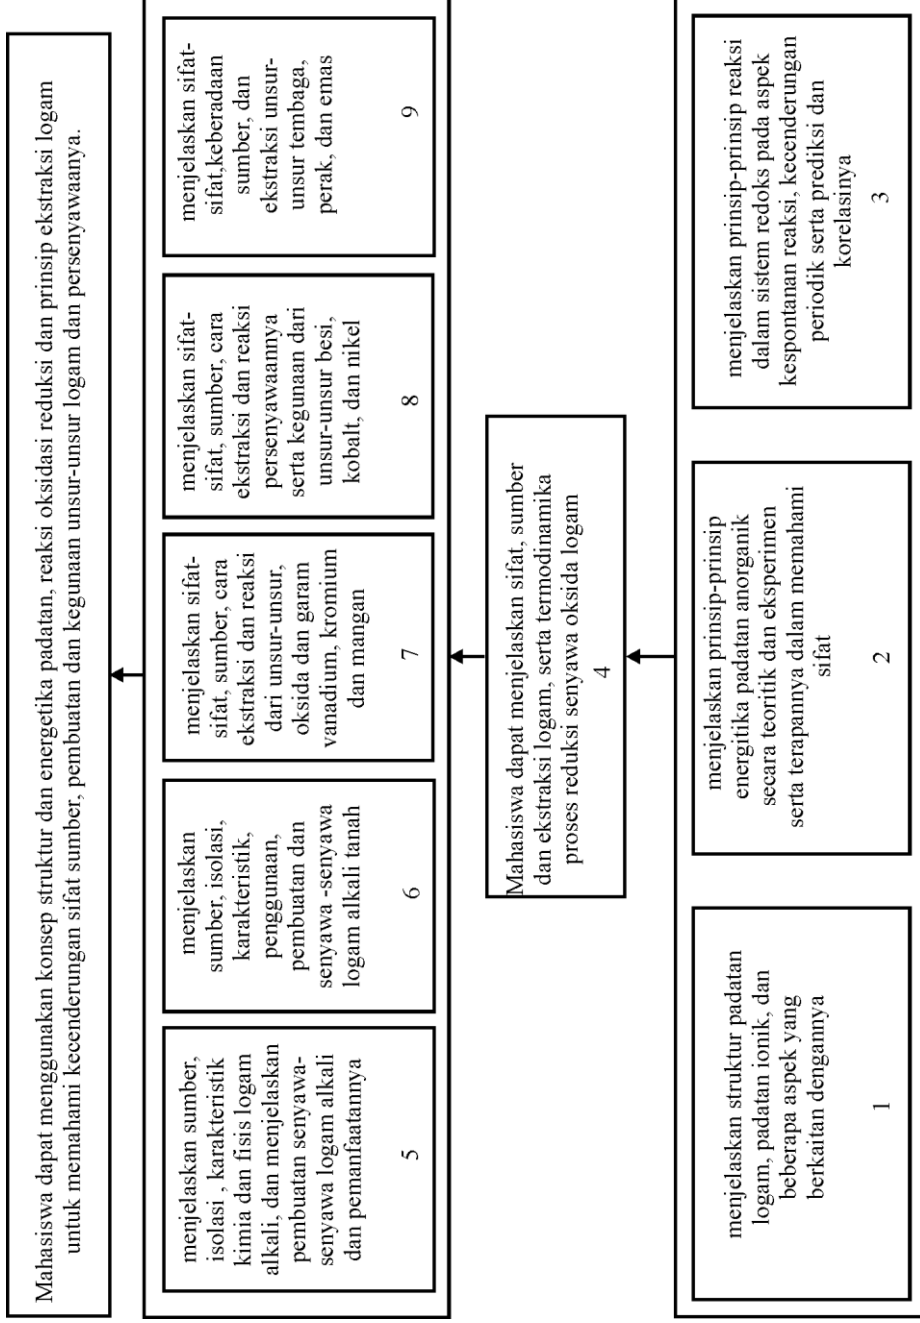 Mahasiswa dapat menggunakan konsep struktur dan energetika padatan, reaksi oksidasi reduksi dan prinsip ekstraksi logam
untuk memahami kecenderungan sifat sumber, pembuatan dan kegunaan unsur-unsur logam dan persenyawaanya.
menjelaskan sumber,
isolasi , karakteristik
kimia dan fisis logam
alkali, dan menjelaskan
pembuatan senyawa-
senyawa logam alkali
dan pemanfaatannya
5
menjelaskan
sumber, isolasi,
karakteristik,
penggunaan,
pembuatan dan
senyawa -senyawa
logam alkali tanah
6
menjelaskan sifat-
sifat, sumber, cara
ekstraksi dan reaksi
dari unsur-unsur,
oksida dan garam
vanadium, kromium
dan mangan
7
menjelaskan sifat-
sifat, sumber, cara
ekstraksi dan reaksi
persenyawaannya
serta kegunaan dari
unsur-unsur besi,
kobalt, dan nikel
8
menjelaskan sifat-
sifat,keberadaan
sumber, dan
ekstraksi unsur-
unsur tembaga,
perak, dan emas
9
Mahasiswa dapat menjelaskan sifat, sumber
dan ekstraksi logam, serta termodinamika
proses reduksi senyawa oksida logam
4
menjelaskan struktur padatan
logam, padatan ionik, dan
beberapa aspek yang
berkaitan dengannya
1
menjelaskan prinsip-prinsip
energitika padatan anorganik
secara teoritik dan eksperimen
serta terapannya dalam memahami
sifat
2
menjelaskan prinsip-prinsip reaksi
dalam sistem redoks pada aspek
kespontanan reaksi, kecenderungan
periodik serta prediksi dan
korelasinya
3